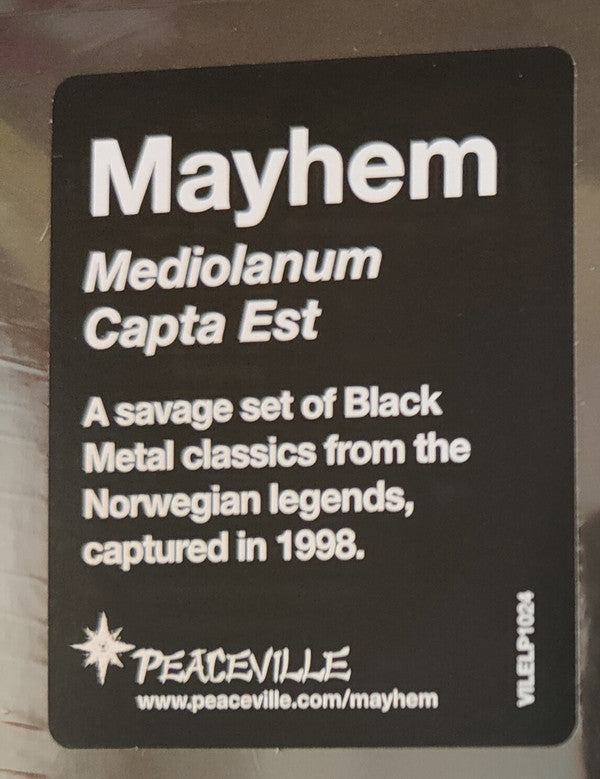 Mayhem
Mediolanum
Capta Est
A savage set of Black
Metal classics from the
Norwegian legends,
captured in 1998.
PEACEVILLE
www.peaceville.com/mayhem
VILELP1024